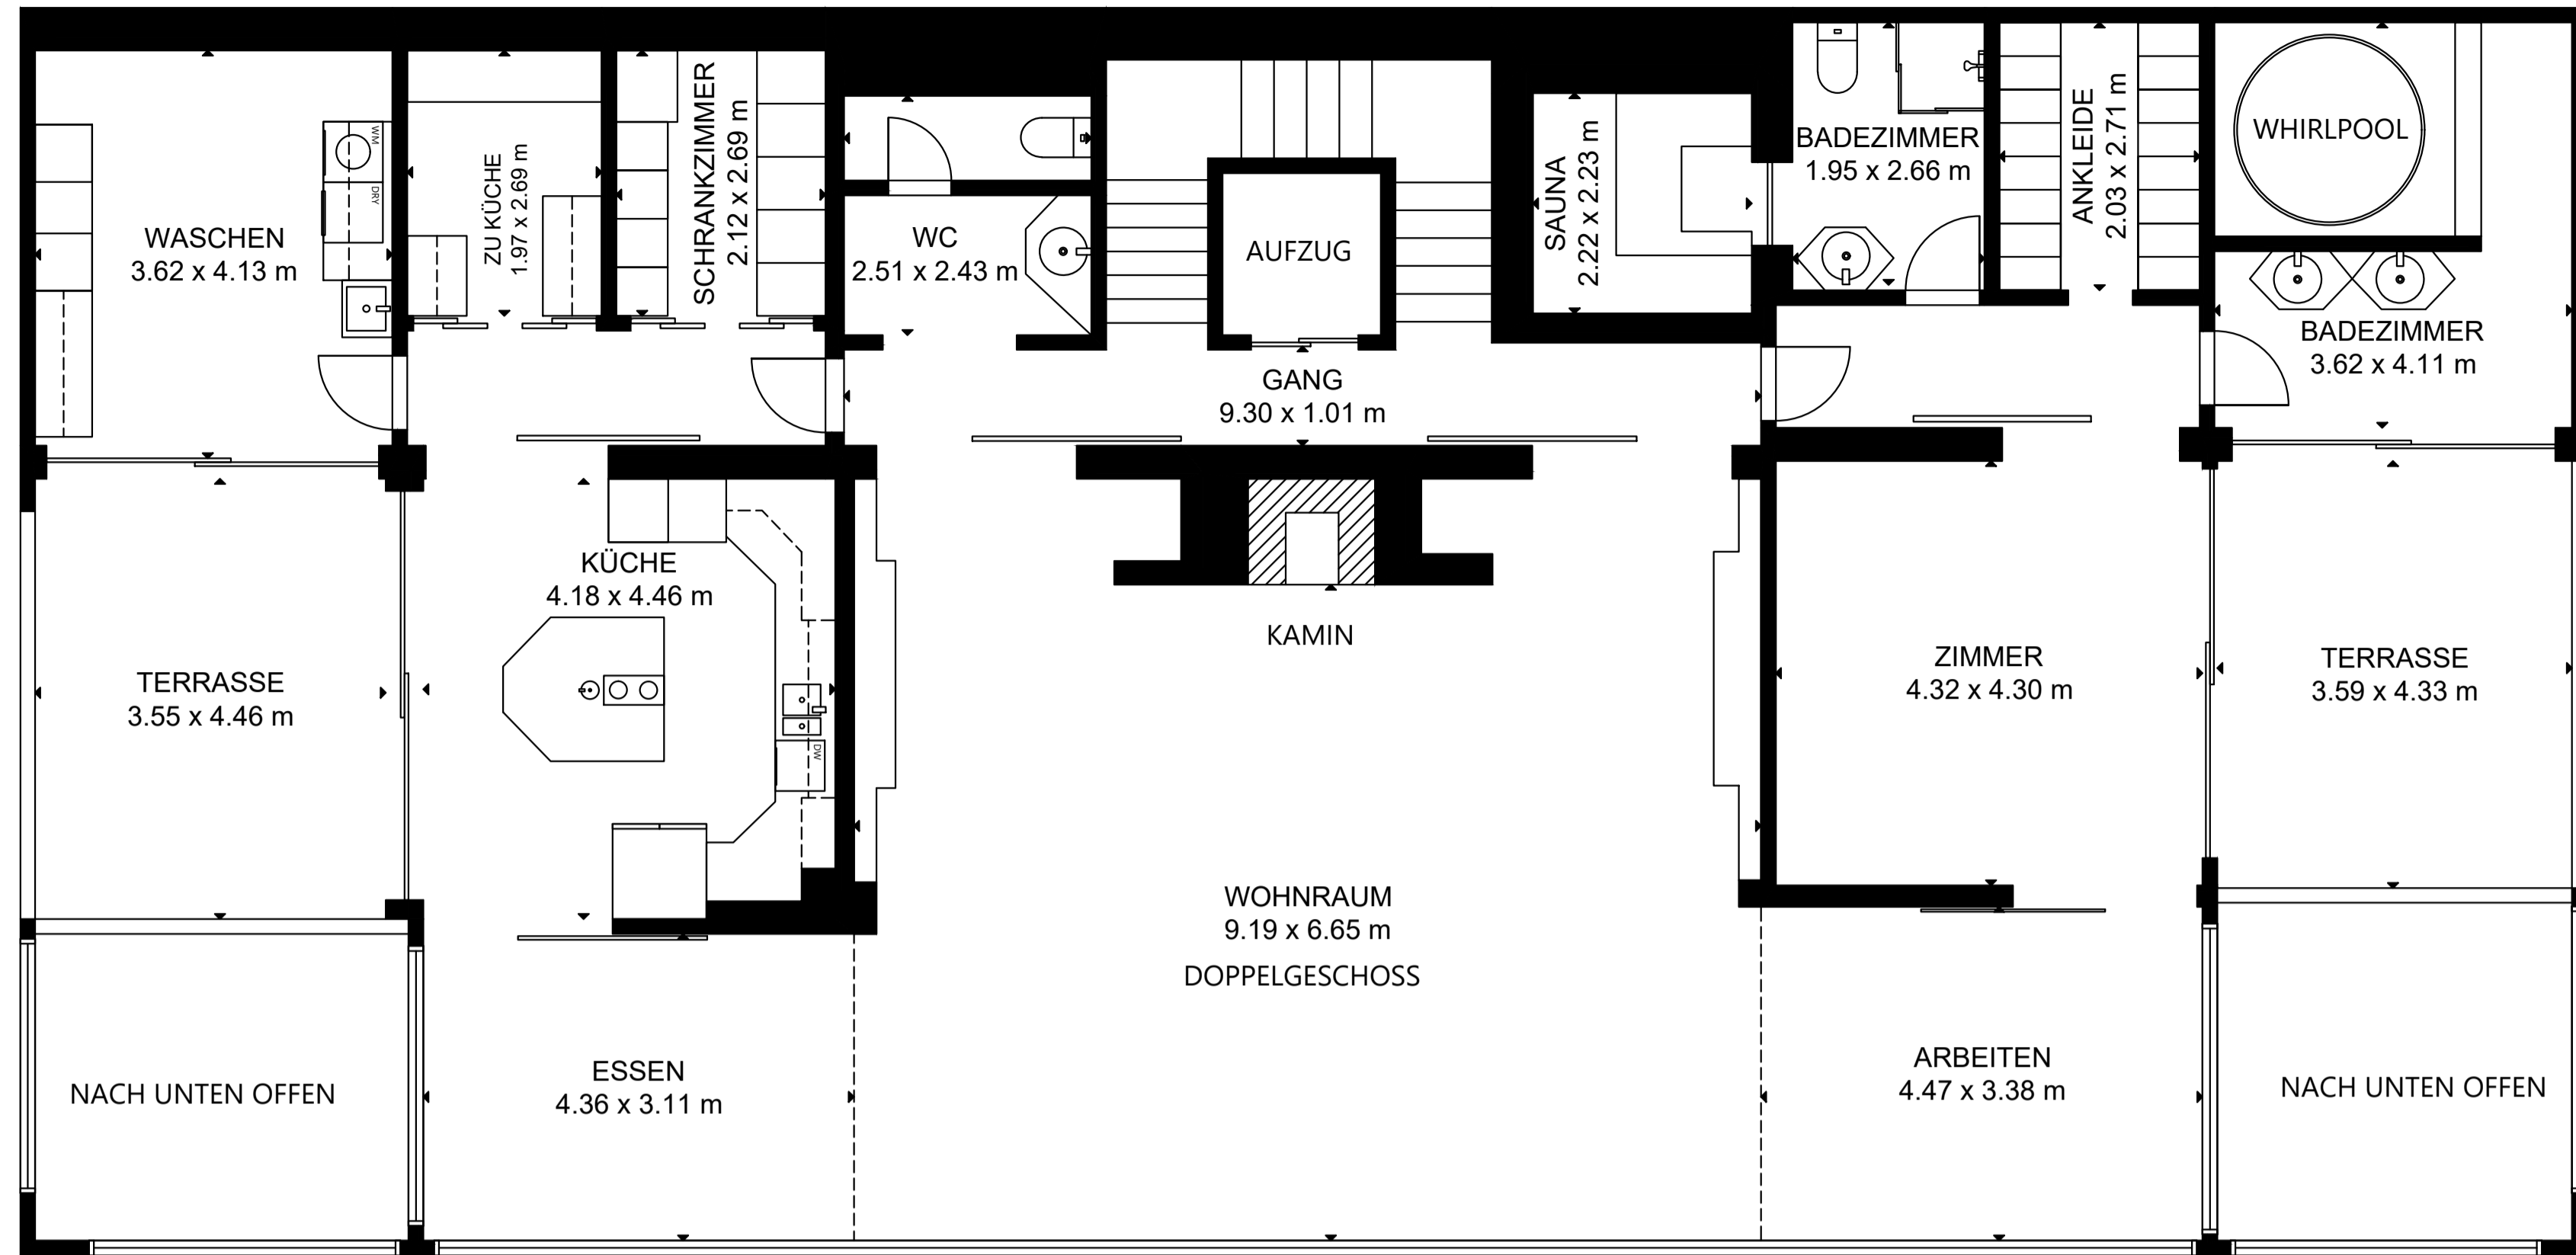 WASCHEN
3.62 x 4.13 m
WM
DRY
ZU KÜCHE
1.97 x 2.69 m
SCHRANKZIMMER
2.12 x 2.69 m
WC
2.51 x 2.43 m
AUFZUG
SAUNA
2.22 x 2.23 m
BADEZIMMER
1.95 x 2.66 m
ANKLEIDE
2.03 x 2.71 m
WHIRLPOOL
BADEZIMMER
3.62 x 4.11 m
GANG
9.30 x 1.01 m
TERRASSE
3.55 x 4.46 m
KÜCHE
4.18 x 4.46 m
DW
KAMIN
ZIMMER
4.32 x 4.30 m
TERRASSE
3.59 x 4.33 m
WOHNRAUM
9.19 x 6.65 m
DOPPELGESCHOSS
NACH UNTEN OFFEN
ESSEN
4.36 x 3.11 m
ARBEITEN
4.47 x 3.38 m
NACH UNTEN OFFEN